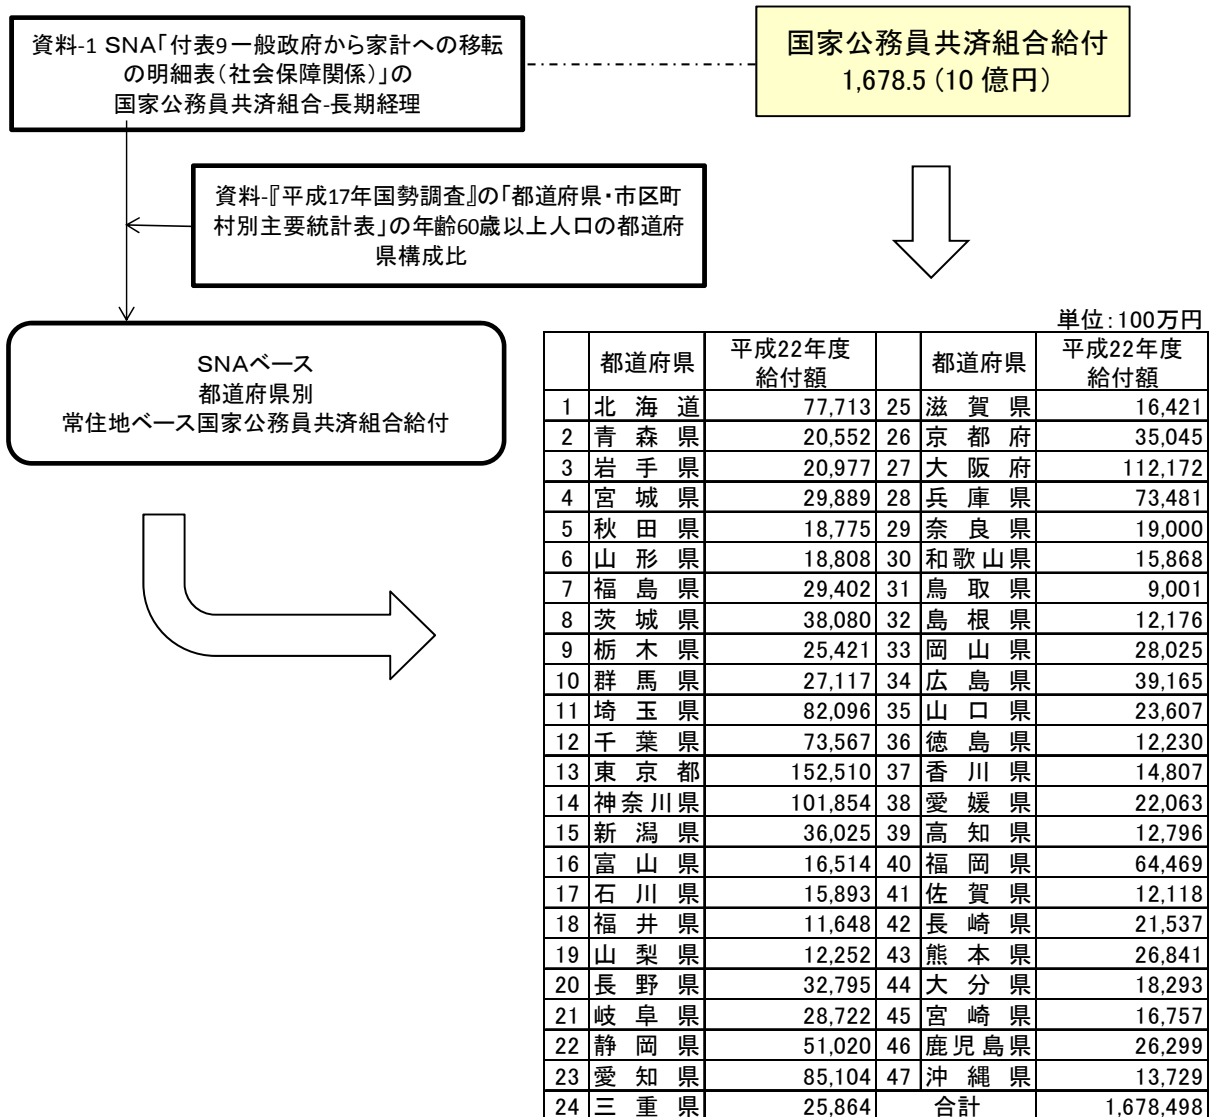 資料-1 SNA「付表9一般政府から家計への移転
の明細表(社会保障関係)」の
国家公務員共済組合-長期経理
国家公務員共済組合給付
1,678.5 (10 億円)
資料-『平成17年国勢調査』の「都道府県・市区町
村別主要統計表」の年齢60歳以上人口の都道府
県構成比
SNAベース
都道府県別
常住地ベース国家公務員共済組合給付
単位:100万円
都道府県 平成22年度 都道府県 平成22年度
給付額 給付額
1 北海道 77,713 25 滋賀県 16,421
2 青森県 20,552 26 京都府 35,045
3 岩手県 20,977 27 大阪府 112,172
4 宮城県 29,889 28 兵庫県 73,481
5 秋田県 18,775 29 奈良県 19,000
6 山形県 18,808 30 和歌山県 15,868
7 福島県 29,402 31 鳥取県 9,001
8 茨城県 38,080 32 島根県 12,176
9 栃木県 25,421 33 岡山県 28,025
10 群馬県 27,117 34 広島県 39,165
11 埼玉県 82,096 35 山口県 23,607
12 千葉県 73,567 36 徳島県 12,230
13 東京都 152,510 37 香川県 14,807
14 神奈川県 101,854 38 愛媛県 22,063
15 新潟県 36,025 39 高知県 12,796
16 富山県 16,514 40 福岡県 64,469
17 石川県 15,893 41 佐賀県 12,118
18 福井県 11,648 42 長崎県 21,537
19 山梨県 12,252 43 熊本県 26,841
20 長野県 32,795 44 大分県 18,293
21 岐阜県 28,722 45 宮崎県 16,757
22 静岡県 51,020 46 鹿児島県 26,299
23 愛知県 85,104 47 沖縄県 13,729
24 三重県 25,864 合計 1,678,498